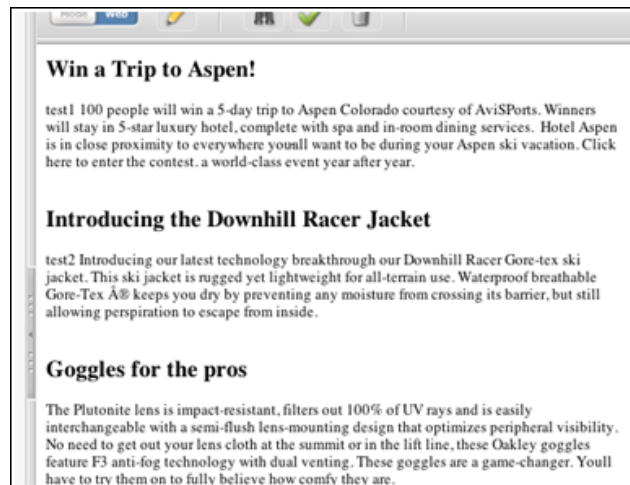 Mode Web
Win a Trip to Aspen!
test1 100 people will win a 5-day trip to Aspen Colorado courtesy of AviSPorts. Winners
will stay in 5-star luxury hotel, complete with spa and in-room dining services.  Hotel Aspen
is in close proximity to everywhere youall want to be during your Aspen ski vacation. Click
here to enter the contest. a world-class event year after year.
Introducing the Downhill Racer Jacket
test2 Introducing our latest technology breakthrough our Downhill Racer Gore-tex ski
jacket. This ski jacket is rugged yet lightweight for all-terrain use. Waterproof breathable
Gore-Tex Â® keeps you dry by preventing any moisture from crossing its barrier, but still
allowing perspiration to escape from inside.
Goggles for the pros
The Plutonite lens is impact-resistant, filters out 100% of UV rays and is easily
interchangeable with a semi-flush lens-mounting design that optimizes peripheral visibility.
No need to get out your lens cloth at the summit or in the lift line, these Oakley goggles
feature F3 anti-fog technology with dual venting. These goggles are a game-changer. Youll
have to try them on to fully believe how comfy they are.